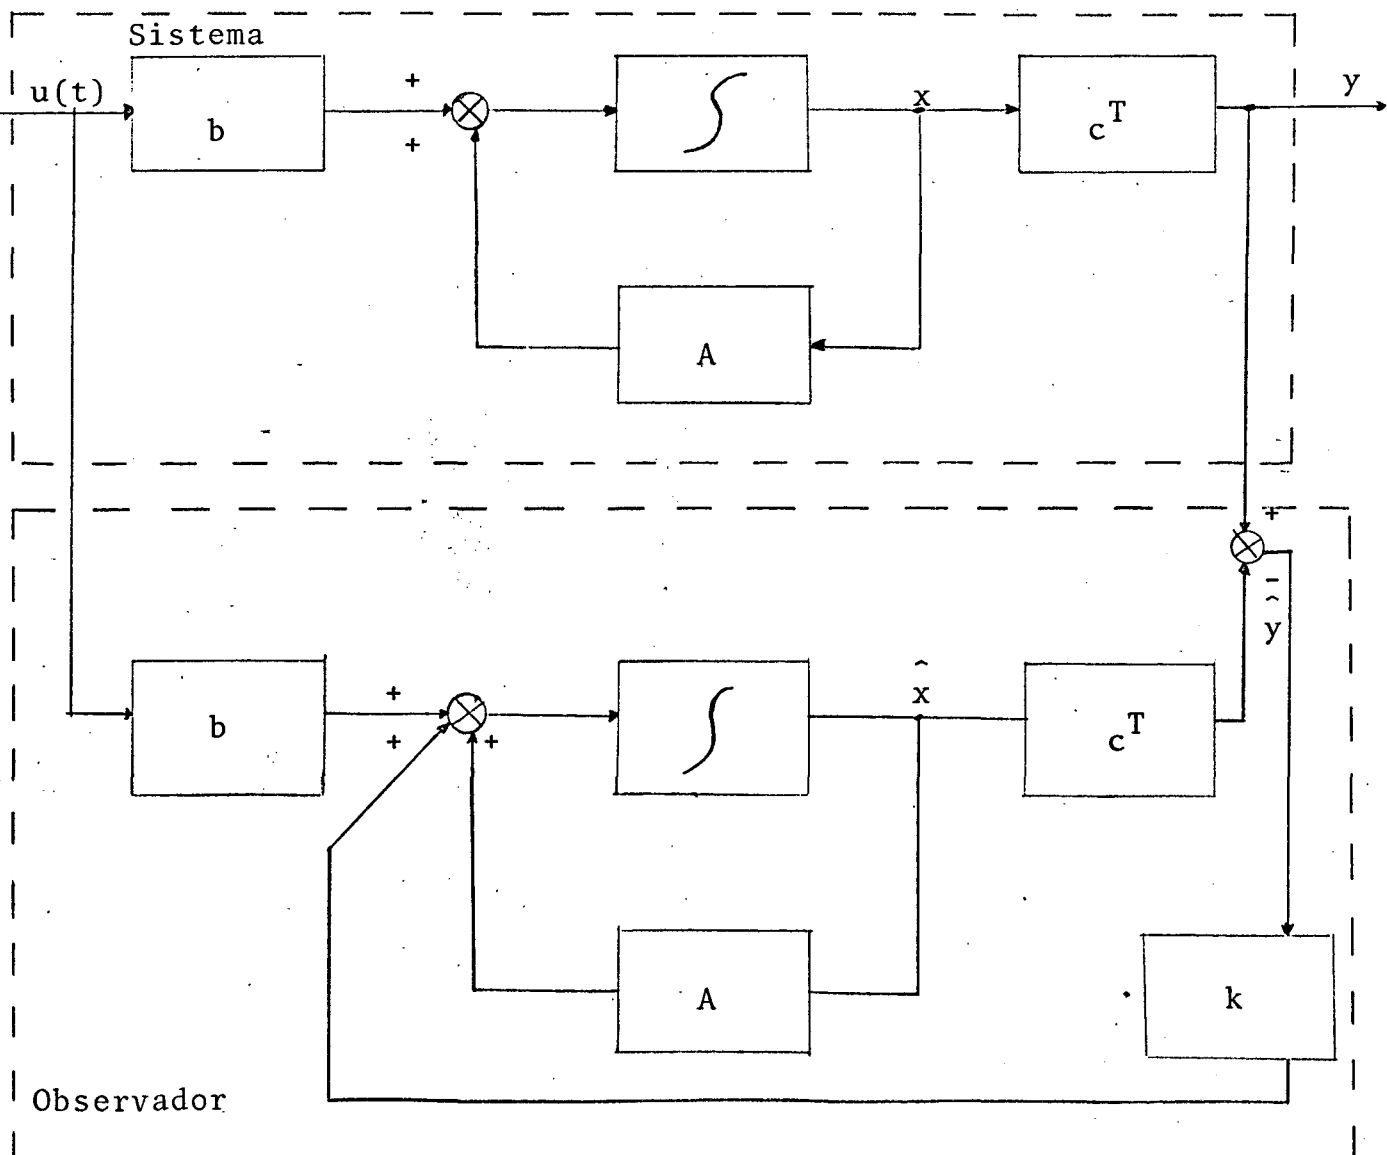 Sistema
u(t)
b
+
+
∫
x
c^T
y
A
+
-
ŷ
b
+
+
+
∫
x̂
c^T
A
k
Observador